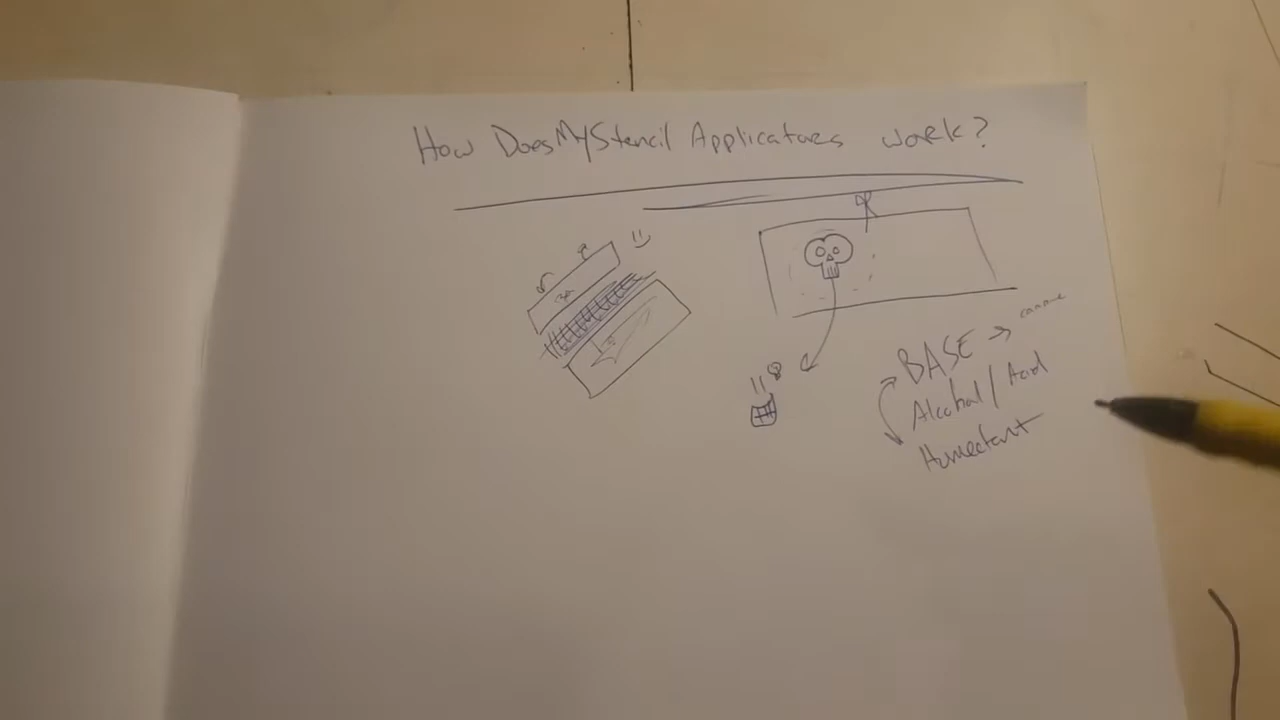 How Does My Stencil Applicators work?
BASE →
Alcohol / Acid
Humectant